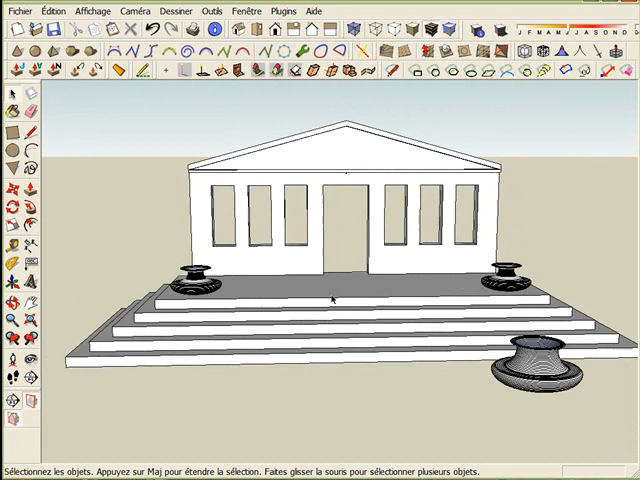 Fichier Édition Affichage Caméra Dessiner Outils Fenêtre Plugins Aide
J F M A M J J A S O N D
Sélectionnez les objets. Appuyez sur Maj pour étendre la sélection. Faites glisser la souris pour sélectionner plusieurs objets.